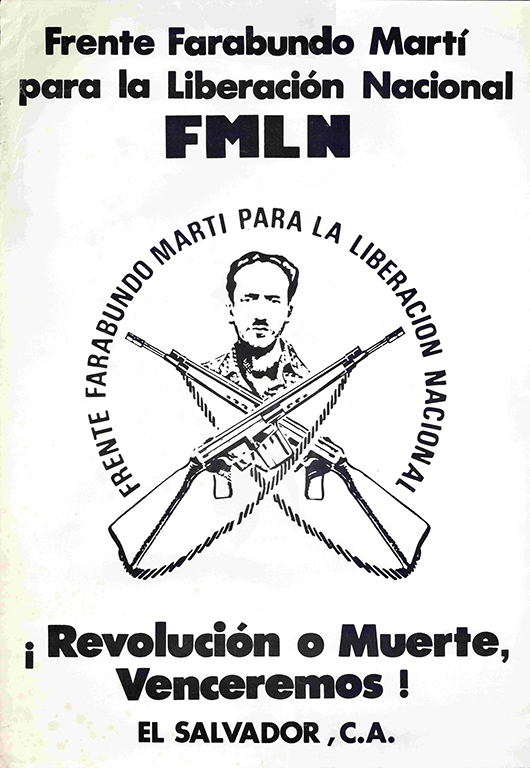 Frente Farabundo Martí
para la Liberación Nacional
FMLN
FRENTE FARABUNDO MARTI PARA LA LIBERACION NACIONAL
¡Revolución o Muerte,
Venceremos!
EL SALVADOR, C.A.